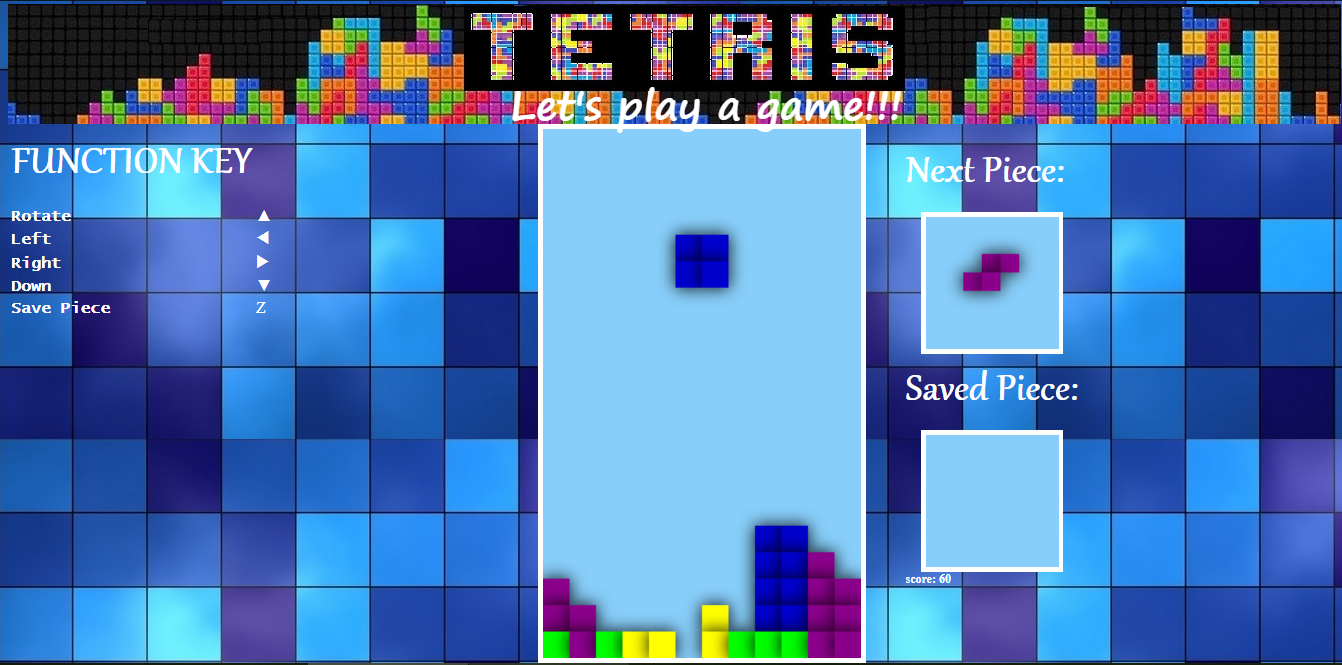 TETRIS
Let's play a game!!!
FUNCTION KEY
Rotate ▲
Left ◀
Right ▶
Down ▼
Save Piece Z
Next Piece:
Saved Piece:
score: 60